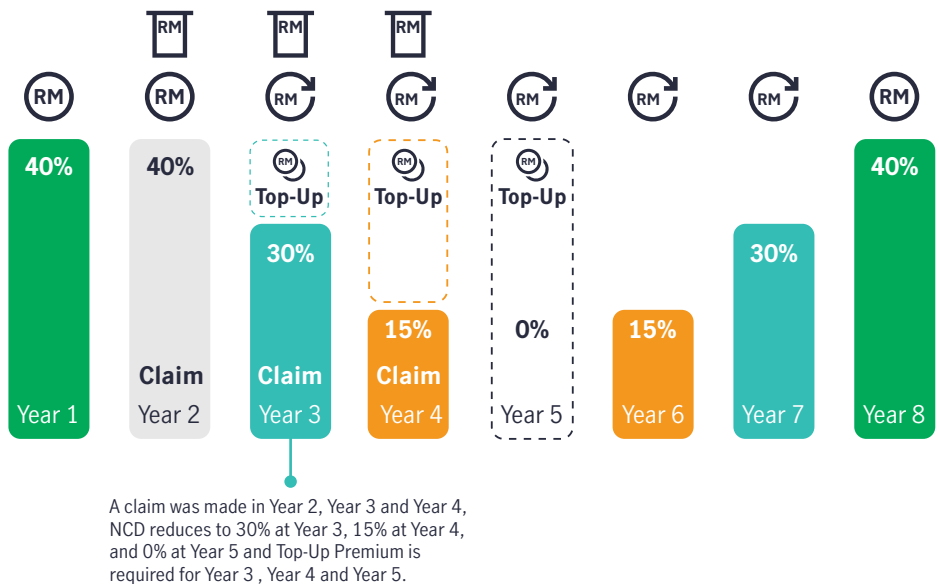 RM RM RM
RM RM RM RM RM RM RM RM
40% 40% RM RM RM 40%
Top-Up Top-Up Top-Up
30% 30%
15% 0% 15%
Claim Claim Claim
Year 1 Year 2 Year 3 Year 4 Year 5 Year 6 Year 7 Year 8
A claim was made in Year 2, Year 3 and Year 4,
NCD reduces to 30% at Year 3, 15% at Year 4,
and 0% at Year 5 and Top-Up Premium is
required for Year 3 , Year 4 and Year 5.